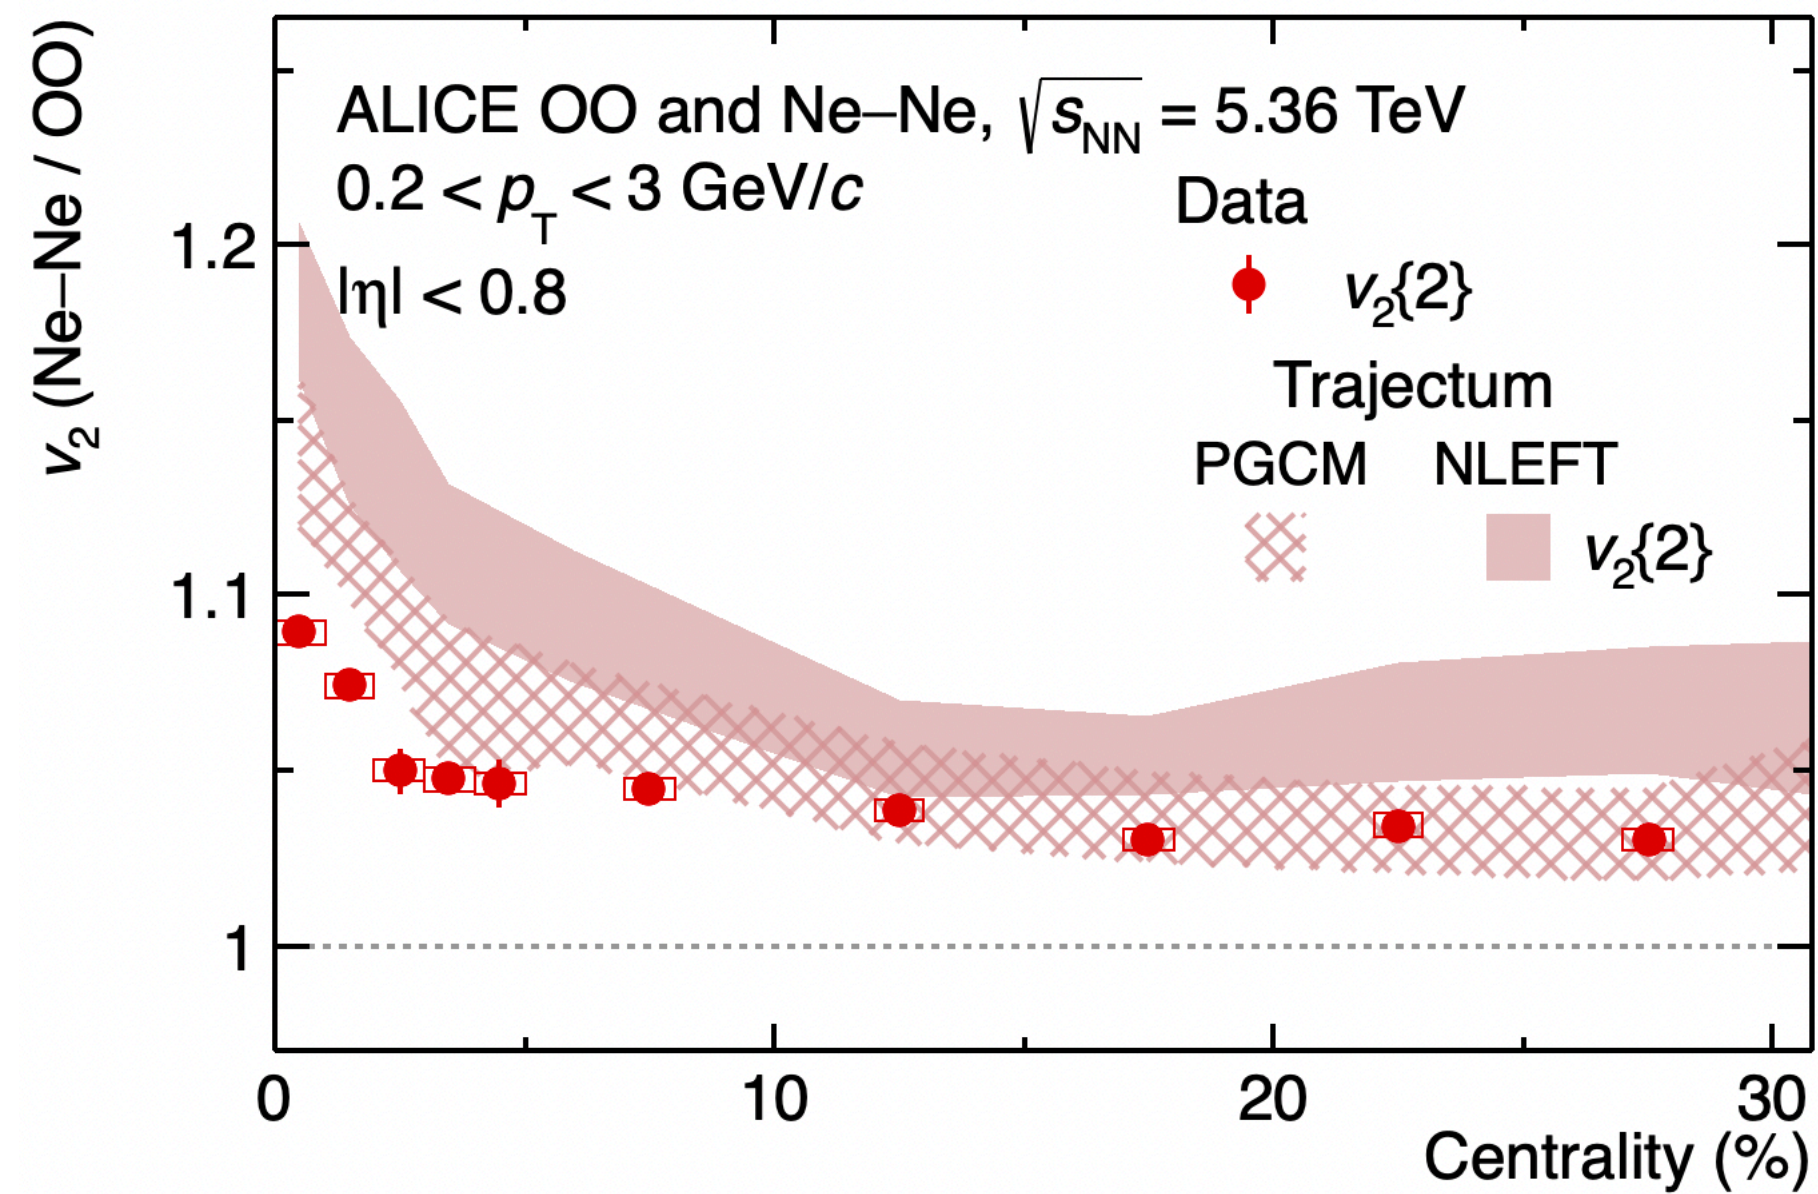 v2 (Ne–Ne / OO)
ALICE OO and Ne–Ne, √sNN = 5.36 TeV
0.2 < pT < 3 GeV/c
|η| < 0.8
Data
v2{2}
Trajectum
PGCM NLEFT
v2{2}
1.2
1.1
1
0 10 20 30
Centrality (%)